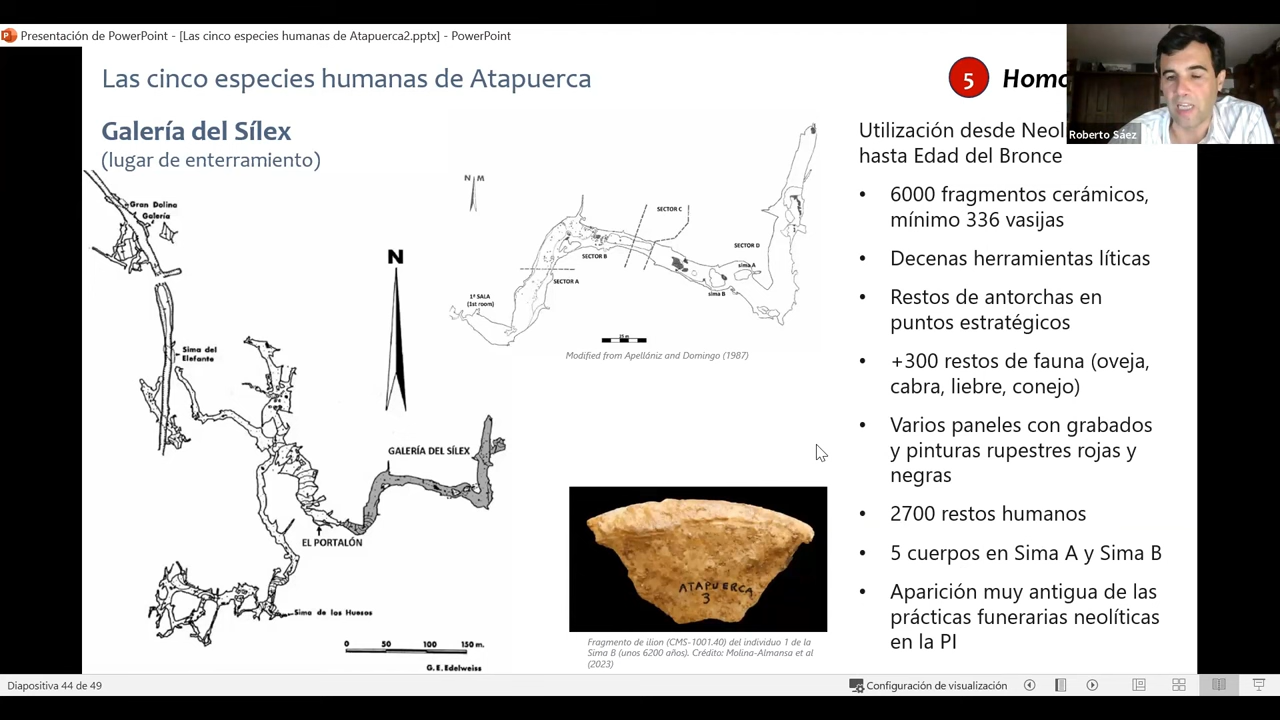 Presentación de PowerPoint - [Las cinco especies humanas de Atapuerca2.pptx] - PowerPoint
Las cinco especies humanas de Atapuerca
5
Homo
Roberto Sáez
Galería del Sílex
(lugar de enterramiento)
Gran Dolina
Galería
Sima del
Elefante
N
GALERÍA DEL SÍLEX
EL PORTALÓN
Sima de los Huesos
0 50 100 150 m.
G.E.Edelweiss
N M
SECTOR C
SECTOR D
SECTOR B
SECTOR A
sima A
sima B
1ª SALA
(1st room)
25 m
Modified from Apellániz and Domingo (1987)
ATAPUERCA
3
Fragmento de ilion (CMS-1001.40) del individuo 1 de la
Sima B (unos 6200 años). Crédito: Molina-Almansa et al
(2023)
Utilización desde Neol
hasta Edad del Bronce
• 6000 fragmentos cerámicos,
mínimo 336 vasijas
• Decenas herramientas líticas
• Restos de antorchas en
puntos estratégicos
• +300 restos de fauna (oveja,
cabra, liebre, conejo)
• Varios paneles con grabados
y pinturas rupestres rojas y
negras
• 2700 restos humanos
• 5 cuerpos en Sima A y Sima B
• Aparición muy antigua de las
prácticas funerarias neolíticas
en la PI
Diapositiva 44 de 49
Configuración de visualización